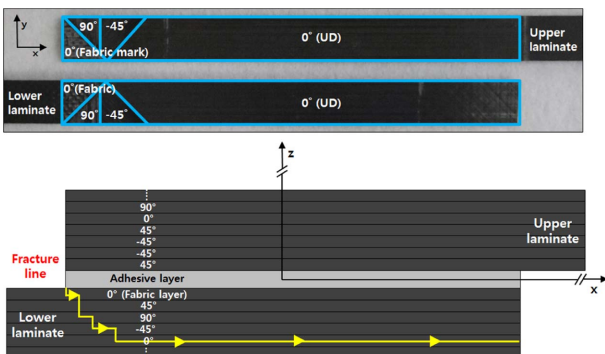 y
x
90˚ -45˚
0˚(Fabric mark)
0˚ (UD)
Upper
laminate
Lower
laminate
0˚(Fabric)
90˚ -45˚
0˚ (UD)
z
⋮
90˚
0˚
45˚
-45˚
-45˚
45˚
Upper
laminate
Fracture
line
Adhesive layer
x
0˚ (Fabric layer)
45˚
90˚
-45˚
0˚
⋮
Lower
laminate